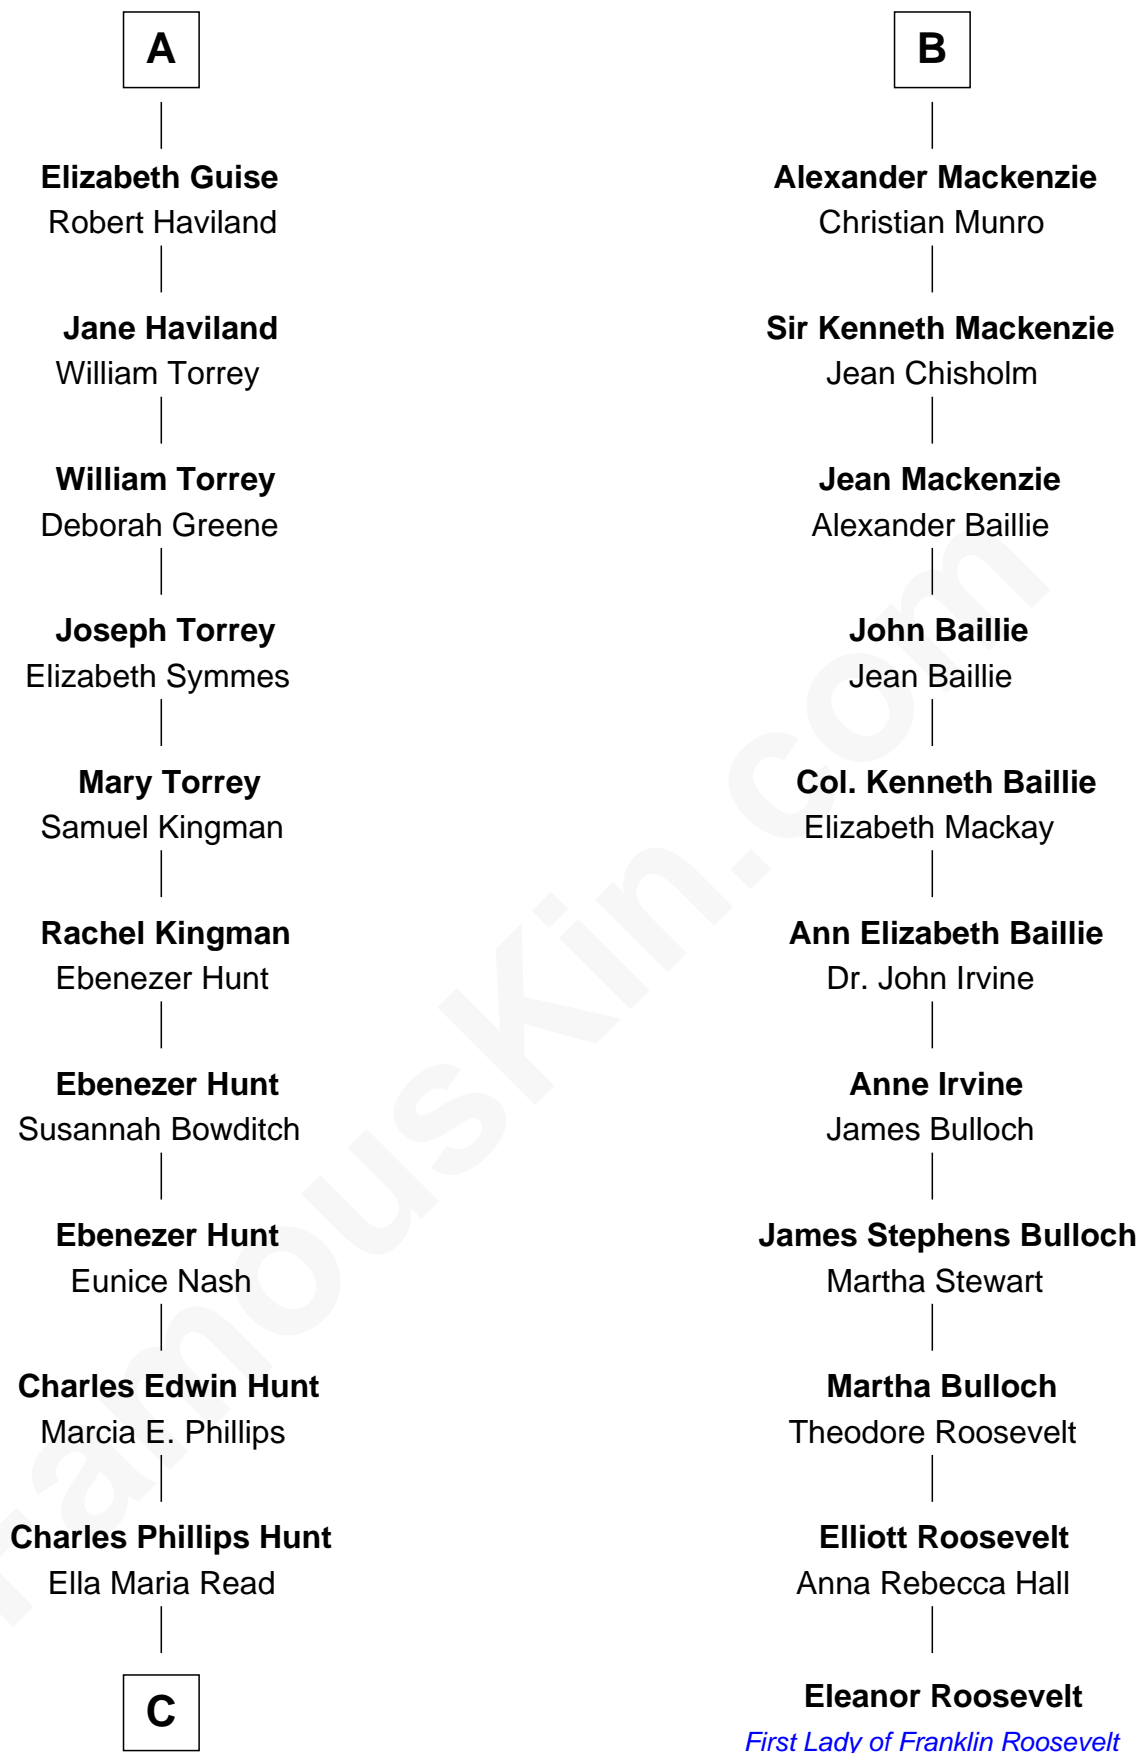 A
Elizabeth Guise
Robert Haviland
Jane Haviland
William Torrey
William Torrey
Deborah Greene
Joseph Torrey
Elizabeth Symmes
Mary Torrey
Samuel Kingman
Rachel Kingman
Ebenezer Hunt
Ebenezer Hunt
Susannah Bowditch
Ebenezer Hunt
Eunice Nash
Charles Edwin Hunt
Marcia E. Phillips
Charles Phillips Hunt
Ella Maria Read
C
B
Alexander Mackenzie
Christian Munro
Sir Kenneth Mackenzie
Jean Chisholm
Jean Mackenzie
Alexander Baillie
John Baillie
Jean Baillie
Col. Kenneth Baillie
Elizabeth Mackay
Ann Elizabeth Baillie
Dr. John Irvine
Anne Irvine
James Bulloch
James Stephens Bulloch
Martha Stewart
Martha Bulloch
Theodore Roosevelt
Elliott Roosevelt
Anna Rebecca Hall
Eleanor Roosevelt
First Lady of Franklin Roosevelt
FamousKin.com